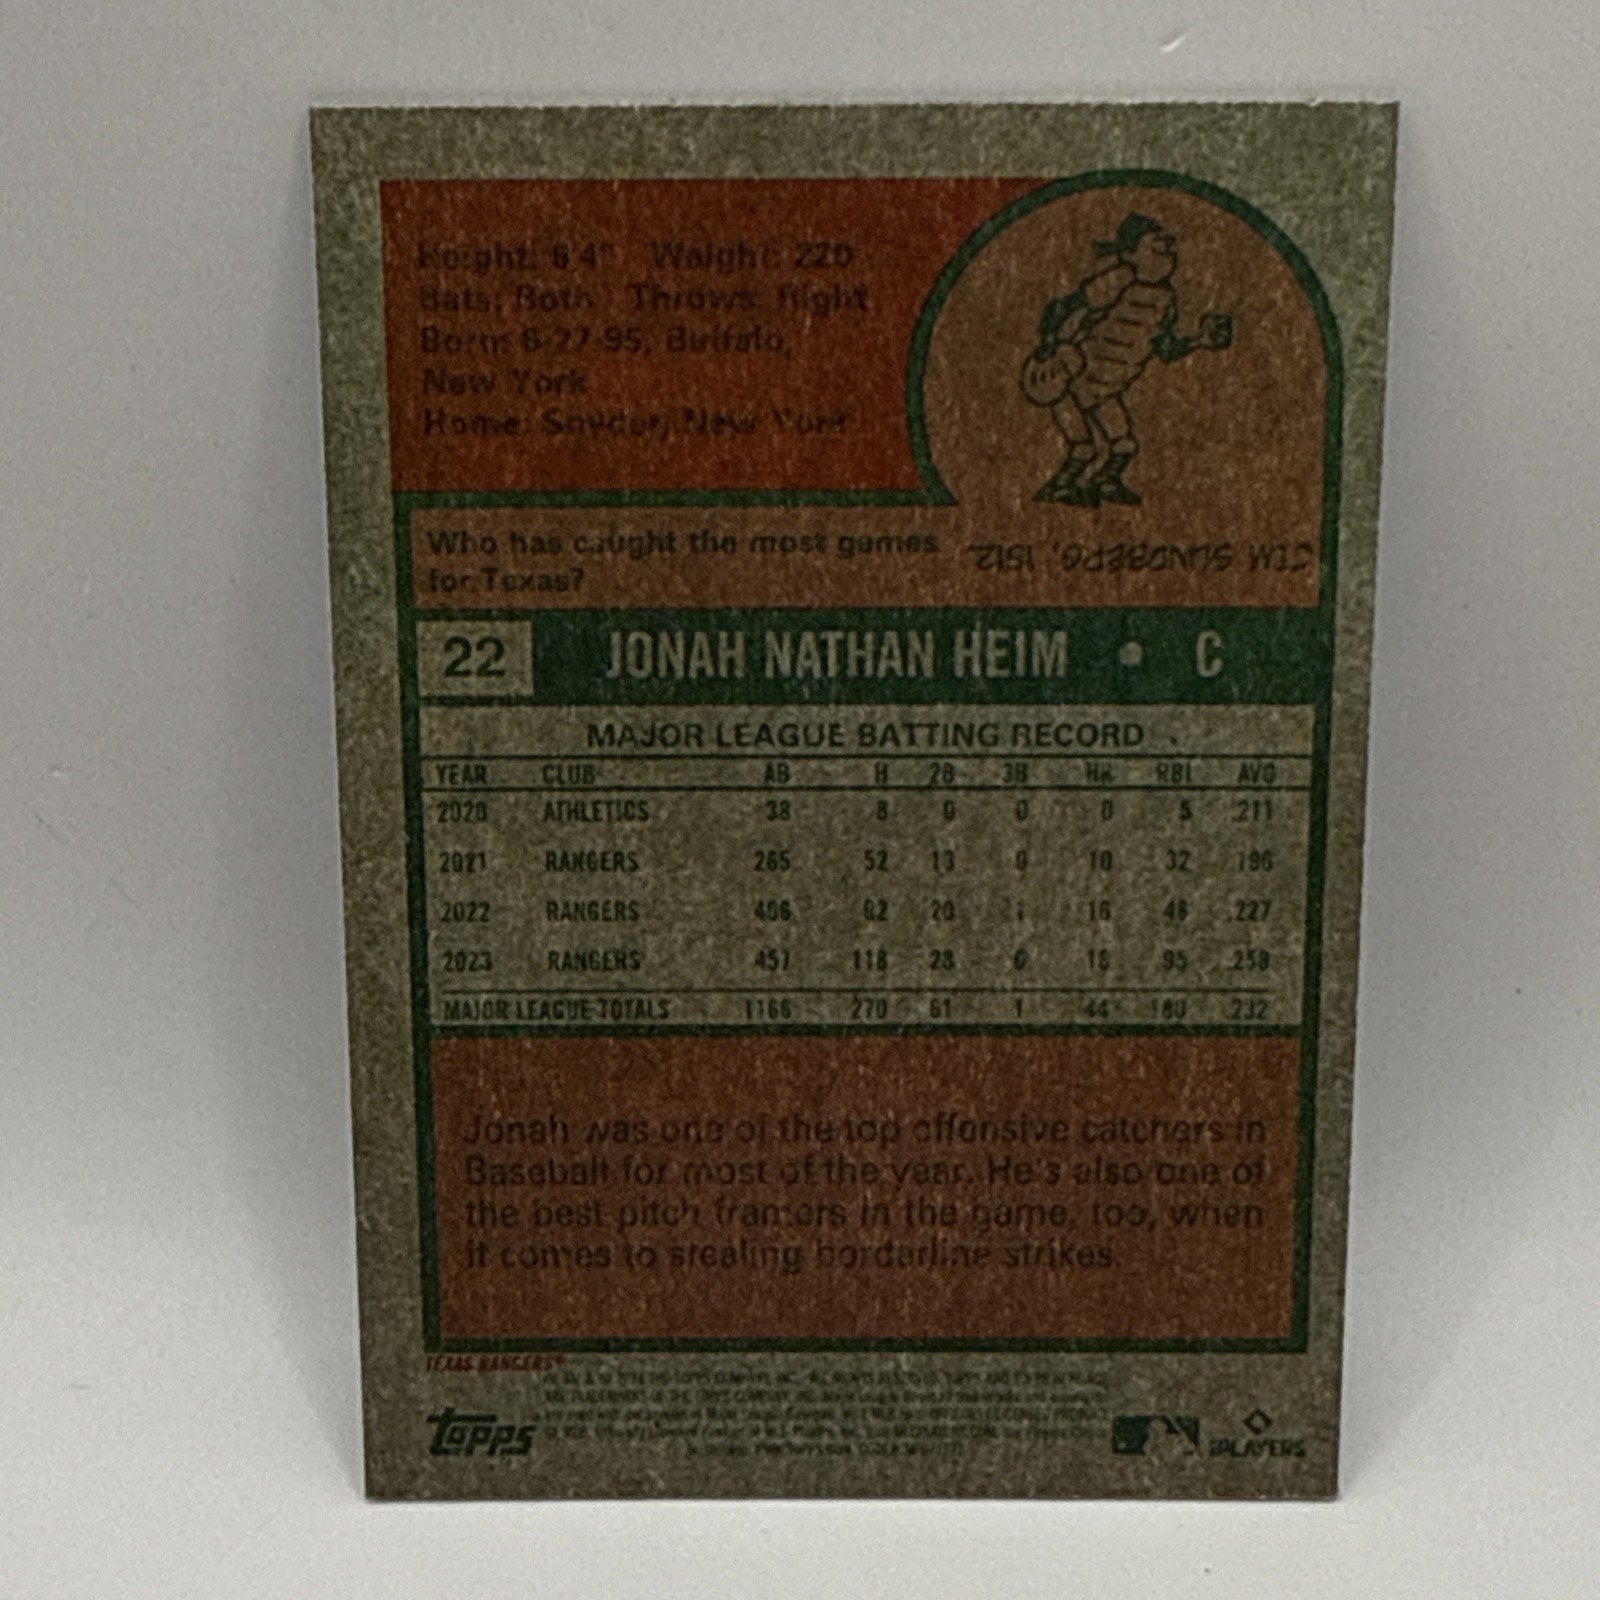 Height: 6'4" Weight: 220
Bats: Both Throws: Right
Born: 6-27-95, Buffalo,
New York
Home: Snyder, New York
Who has caught the most games
for Texas?
JIM SUNDBERG, 1512
22 JONAH NATHAN HEIM • C
MAJOR LEAGUE BATTING RECORD
YEAR CLUB AB H 2B 3B HR RBI AVG
2020 ATHLETICS 38 8 0 0 0 5 .211
2021 RANGERS 265 52 13 0 10 32 .196
2022 RANGERS 406 92 20 1 16 48 .227
2023 RANGERS 457 118 28 0 18 95 .258
MAJOR LEAGUE TOTALS 1166 270 61 1 44 180 .232
Jonah was one of the top offensive catchers in
Baseball for most of the year. He's also one of
the best pitch framers in the game, too, when
it comes to stealing borderline strikes.
TEXAS RANGERS®
topps
PLAYERS